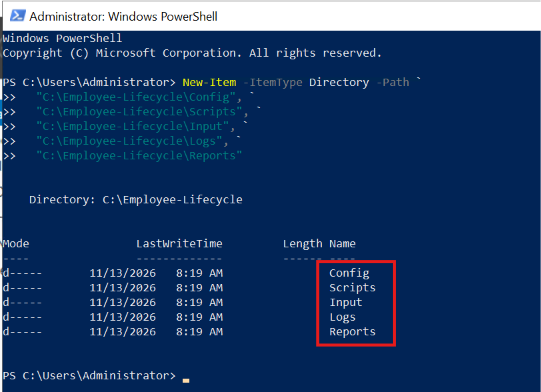 Administrator: Windows PowerShell
Windows PowerShell
Copyright (C) Microsoft Corporation. All rights reserved.
PS C:\Users\Administrator> New-Item -ItemType Directory -Path `
>>   "C:\Employee-Lifecycle\Config", `
>>   "C:\Employee-Lifecycle\Scripts", `
>>   "C:\Employee-Lifecycle\Input", `
>>   "C:\Employee-Lifecycle\Logs", `
>>   "C:\Employee-Lifecycle\Reports"
Directory: C:\Employee-Lifecycle
Mode                LastWriteTime         Length Name
----                -------------         ------ ----
d-----       11/13/2026   8:19 AM                Config
d-----       11/13/2026   8:19 AM                Scripts
d-----       11/13/2026   8:19 AM                Input
d-----       11/13/2026   8:19 AM                Logs
d-----       11/13/2026   8:19 AM                Reports
PS C:\Users\Administrator>